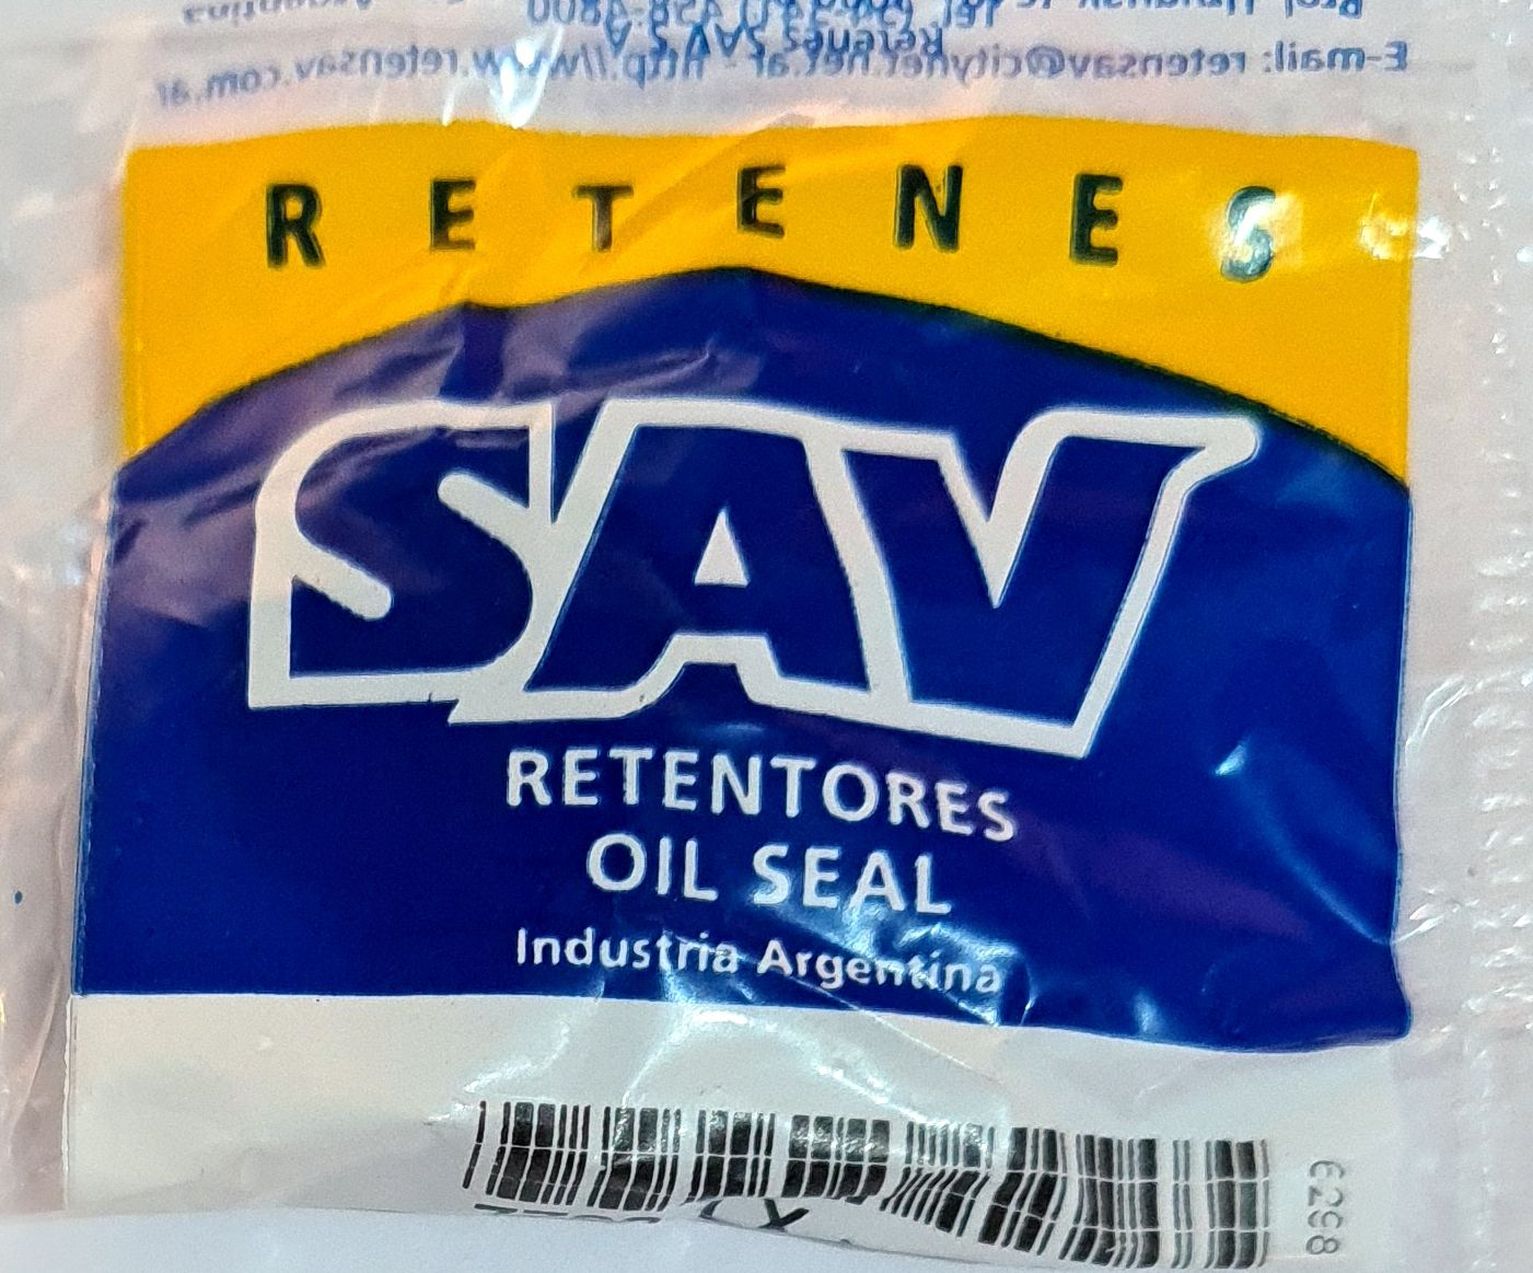 Retenes SAV S.A.
E-mail: retensav@citynet.net.ar - http://www.retensav.com.ar
RETENES
SAV
RETENTORES
OIL SEAL
Industria Argentina
6298